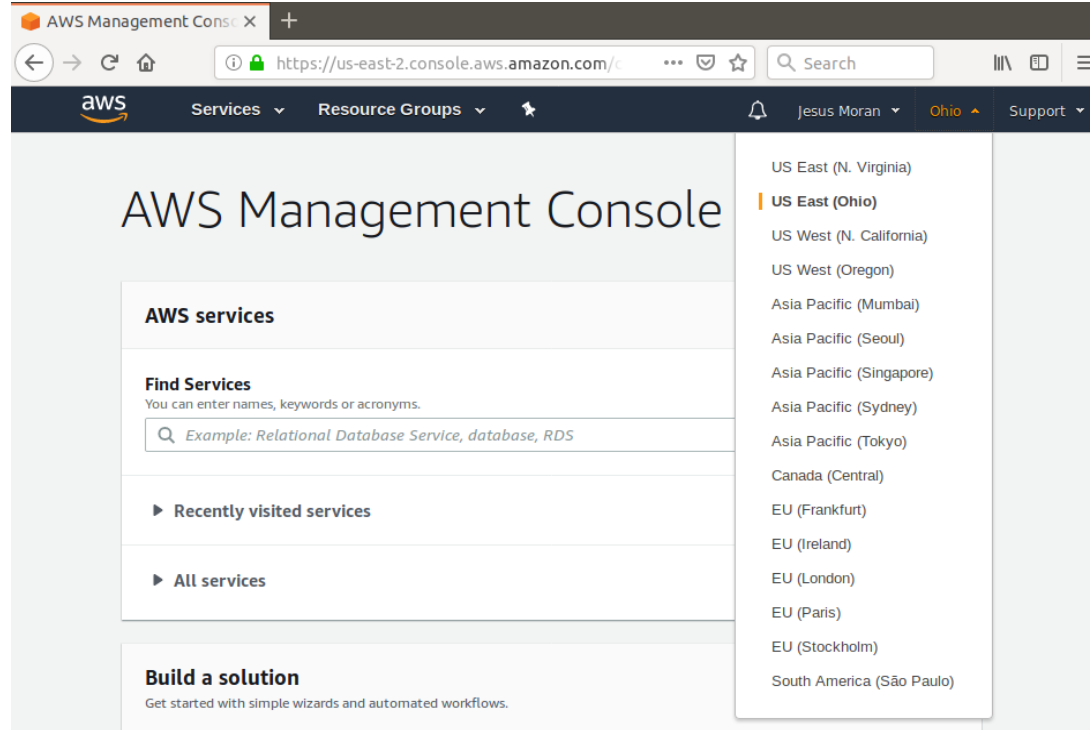 AWS Management Consc
https://us-east-2.console.aws.amazon.com/c
Search
aws Services Resource Groups Jesus Moran Ohio Support
AWS Management Console
AWS services
Find Services
You can enter names, keywords or acronyms.
Example: Relational Database Service, database, RDS
Recently visited services
All services
Build a solution
Get started with simple wizards and automated workflows.
US East (N. Virginia)
US East (Ohio)
US West (N. California)
US West (Oregon)
Asia Pacific (Mumbai)
Asia Pacific (Seoul)
Asia Pacific (Singapore)
Asia Pacific (Sydney)
Asia Pacific (Tokyo)
Canada (Central)
EU (Frankfurt)
EU (Ireland)
EU (London)
EU (Paris)
EU (Stockholm)
South America (São Paulo)